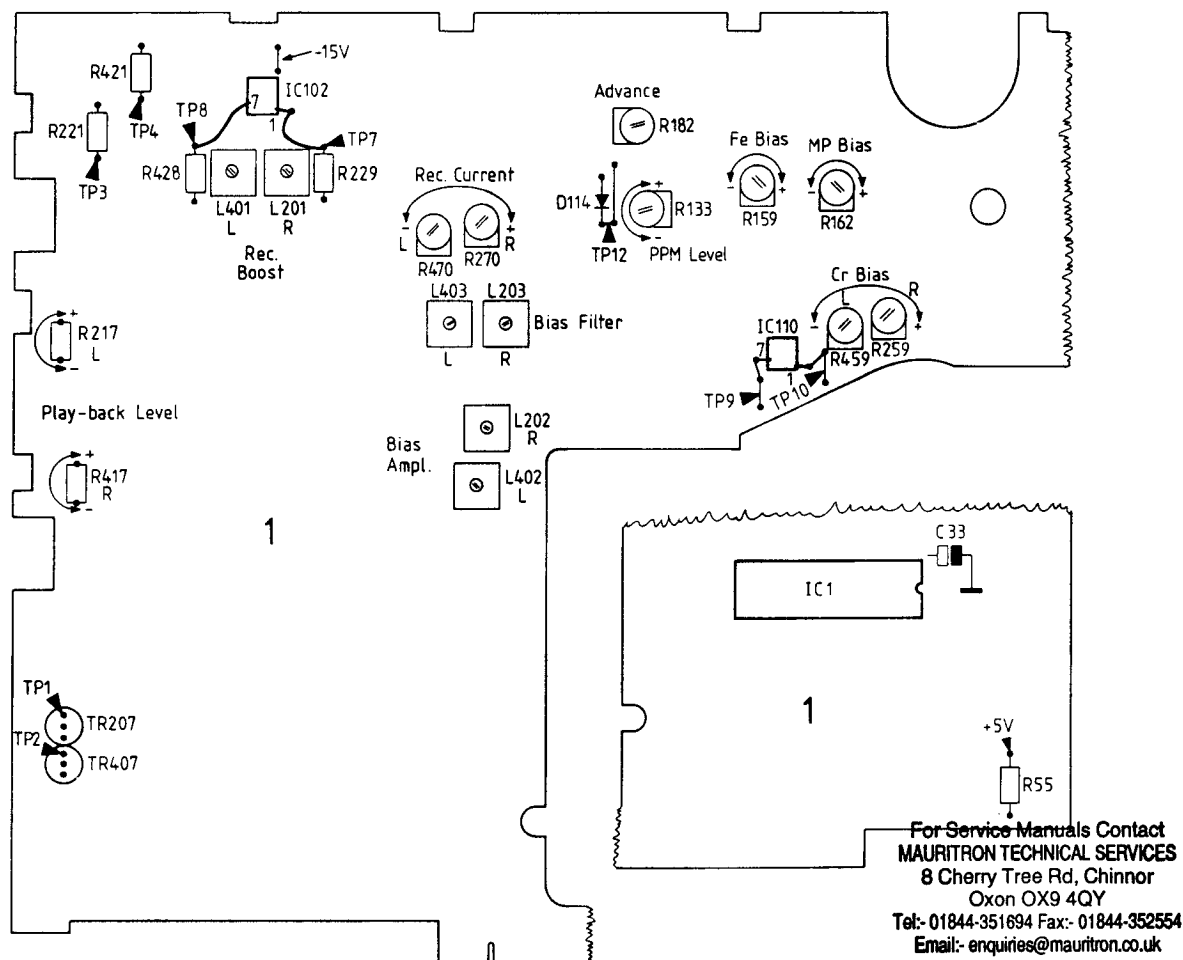 -15V
R421
IC102
7
1
TP8
TP4
R221
TP3
TP7
R428
R229
L401
L
L201
R
Rec.
Boost
Advance
R182
Rec. Current
-
+
L
R
R470
R270
D114
+
-
R133
TP12
PPM Level
Fe Bias
-
+
R159
MP Bias
-
+
R162
L403
L203
L
R
Bias Filter
Cr Bias
L
R
-
+
IC110
7
1
R459
R259
TP9
TP10
+
R217
L
-
Play-back Level
+
R417
R
-
Bias
Ampl.
L202
R
L402
L
1
C33
IC1
1
+5V
R55
TP1
TR207
TP2
TR407
For Service Manuals Contact
MAURITRON TECHNICAL SERVICES
8 Cherry Tree Rd, Chinnor
Oxon OX9 4QY
Tel:- 01844-351694 Fax:- 01844-352554
Email:- enquiries@mauritron.co.uk